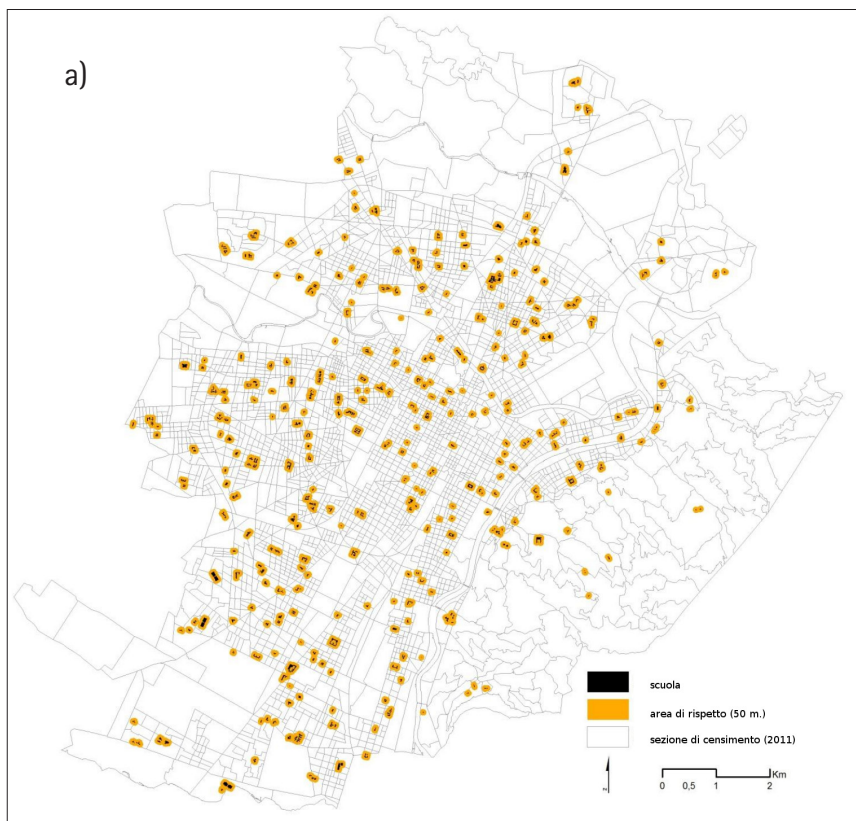 a)
scuola
area di rispetto (50 m.)
sezione di censimento (2011)
0 0,5 1 2 Km